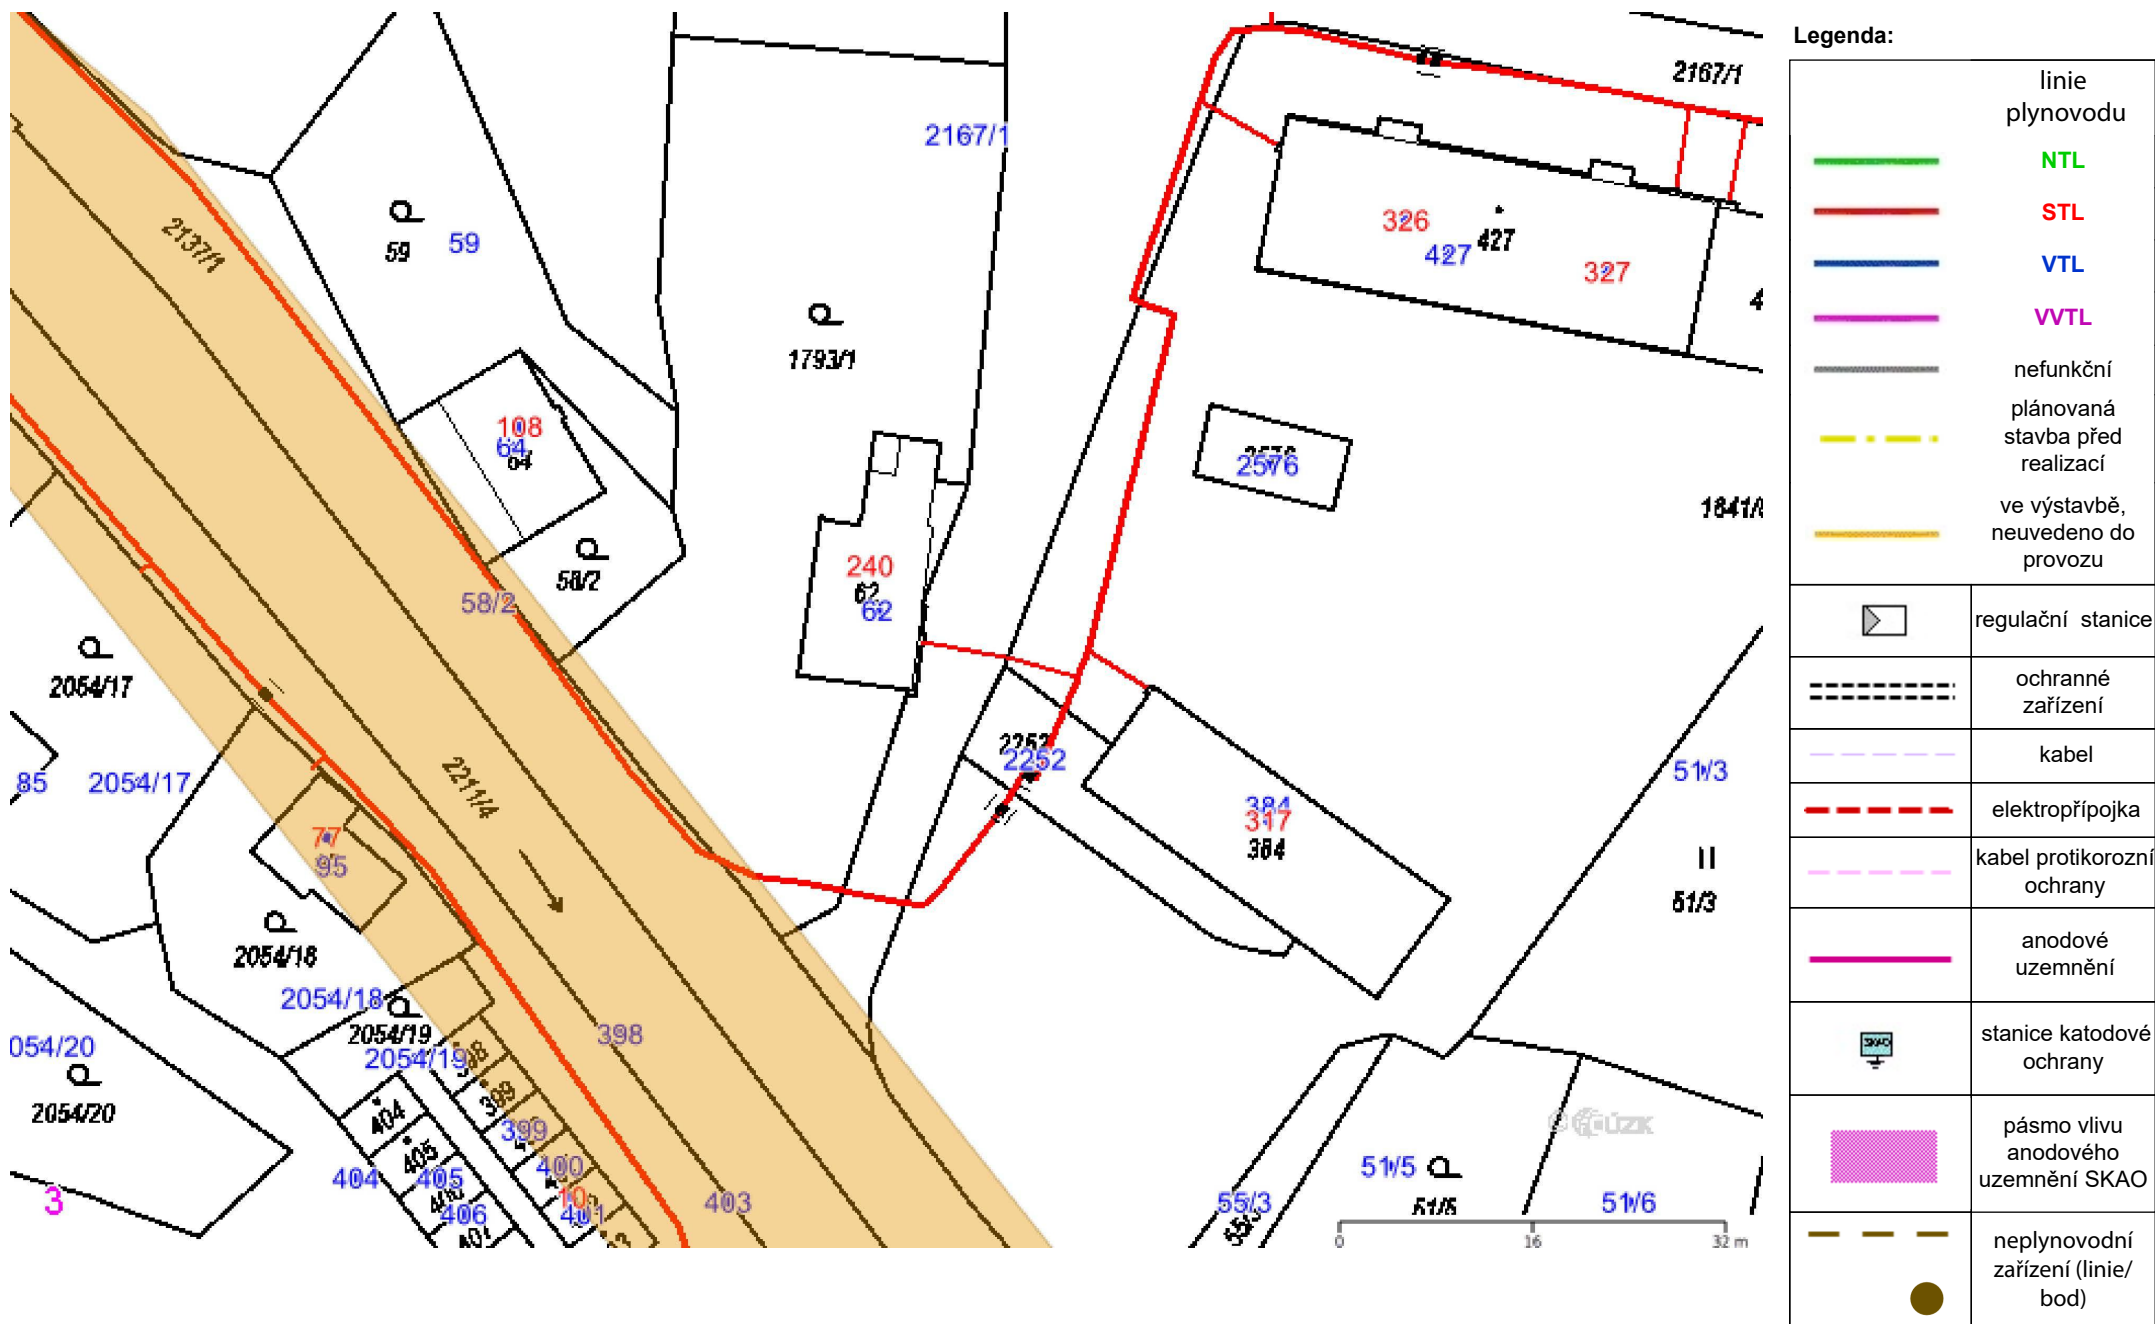 Legenda:
linie
plynovodu
NTL
STL
VTL
VVTL
nefunkční
plánovaná
stavba před
realizací
ve výstavbě,
neuvedeno do
provozu
regulační stanice
ochranné
zařízení
kabel
elektropřípojka
kabel protikorozní
ochrany
anodové
uzemnění
stanice katodové
ochrany
SKAO
pásmo vlivu
anodového
uzemnění SKAO
neplynovodní
zařízení (linie/
bod)
2167/1
2167/1
2137/1
59
59
326
427
427
327
1793/1
108
64
64
2576
58/2
58/2
240
62
62
2054/17
85
2054/17
2211/4
2252
51/3
51/3
77
95
384
317
384
2054/18
2054/18
2054/19
2054/19
398
054/20
2054/20
404
399
405
404
405
400
10
401
406
403
3
51/5
51/6
55/3
0
16
32 m